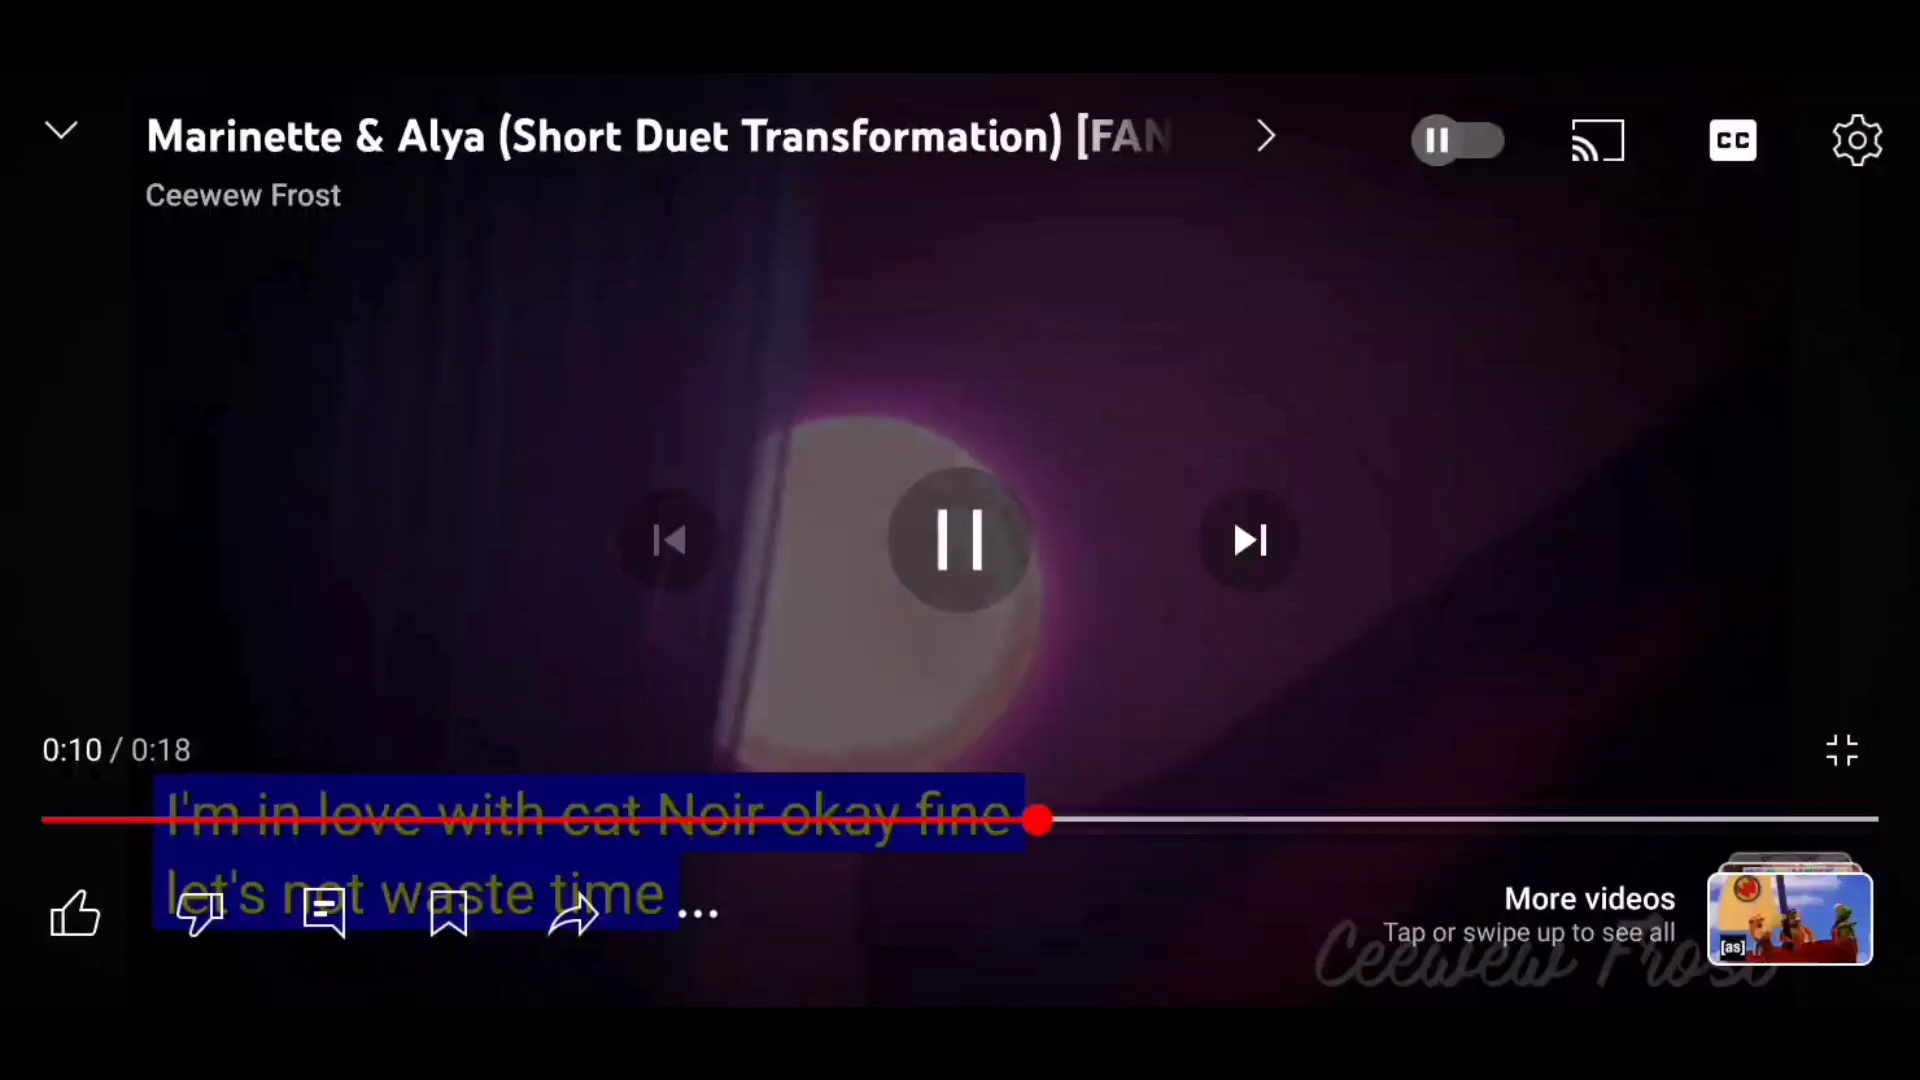 Marinette & Alya (Short Duet Transformation) [FAN
Ceewew Frost
CC
0:10 / 0:18
I'm in love with cat Noir okay fine
let's not waste time
More videos
Tap or swipe up to see all
[as]
Ceewew Frost